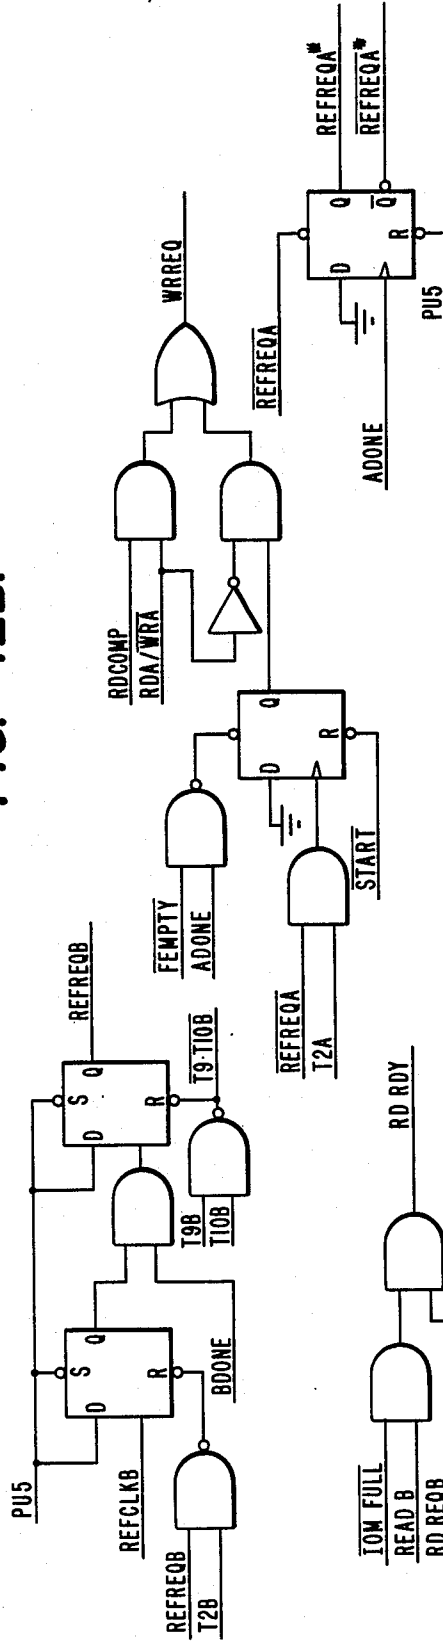 PU5
REFCLKB
REFREQB
T2B
D S Q
R
BDONE
D S Q
R
REFREQB
T9B
T10B
T9·T10B
FEMPTY
ADONE
REFREQA
T2A
D Q
R
START
RDCOMP
RDA/WRA
WRREQ
REFREQA
ADONE
D Q
Q
R
PU5
REFREQA*
REFREQA*
IOM FULL
READ B
RD REQB
RD RDY